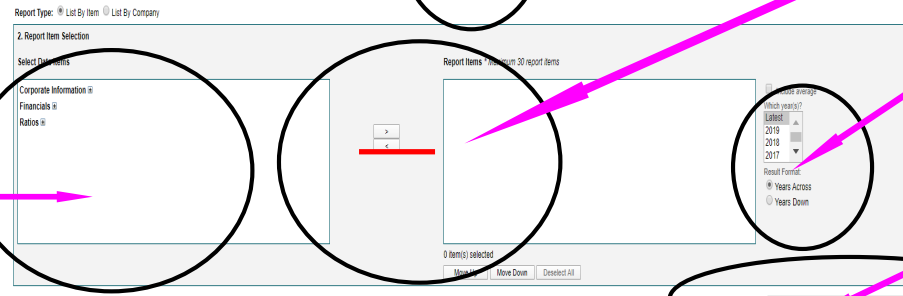 Report Type: List By Item List By Company
2. Report Item Selection
Select Data Items
Report Items * Maximum 30 report items
Corporate Information
Financials
Ratios
>
<
Include average
Which year(s)?
Latest
2019
2018
2017
Result Format:
Years Across
Years Down
0 item(s) selected
Move Up Move Down Deselect All